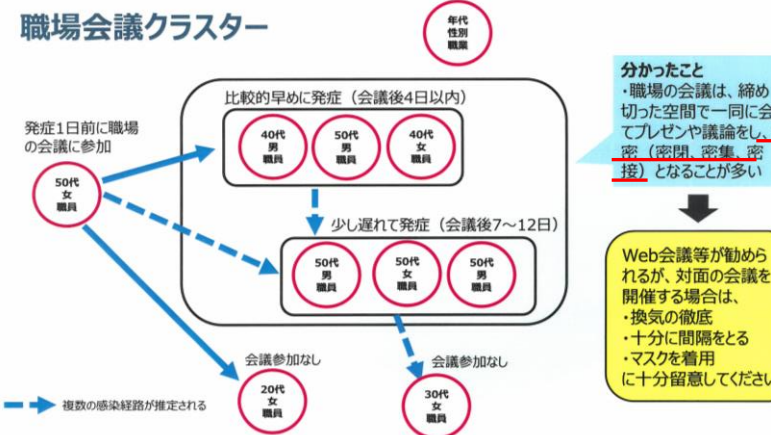 職場会議クラスター
年代
性別
職業
発症1日前に職場
の会議に参加
50代
女
職員
比較的早めに発症（会議後4日以内）
40代
男
職員
50代
男
職員
40代
女
職員
少し遅れて発症（会議後7～12日）
50代
男
職員
50代
女
職員
50代
男
職員
会議参加なし
20代
女
職員
会議参加なし
30代
女
職員
複数の感染経路が推定される
分かったこと
・職場の会議は、締め
切った空間で一同に会
てプレゼンや議論をし、
密（密閉、密集、密
接）となることが多い
Web会議等が勧めら
れるが、対面の会議を
開催する場合は、
・換気の徹底
・十分に間隔をとる
・マスクを着用
に十分留意してください